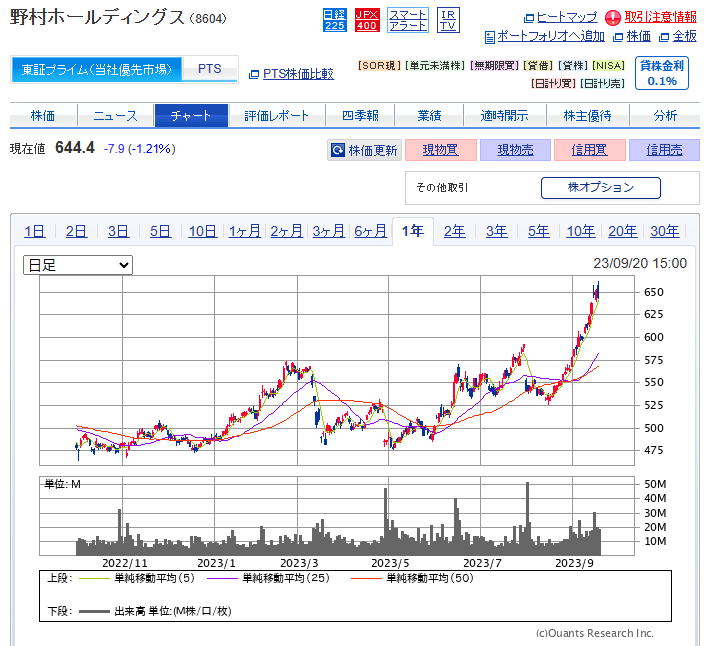 野村ホールディングス (8604)
日経 225
JPX 400
スマート アラート
IR TV
ヒートマップ
取引注意情報
ポートフォリオへ追加
株価
全板
東証プライム(当社優先市場)
PTS
PTS株価比較
[SOR現] [単元未満株] [無期限買] [貸借] [貸株] [NISA]
[日計り買] [日計り売]
貸株金利
0.1%
株価 ニュース チャート 評価レポート 四季報 業績 適時開示 株主優待 分析
現在値 644.4 -7.9 (-1.21%)
株価更新
現物買 現物売 信用買 信用売
その他取引 株オプション
1日 2日 3日 5日 10日 1ヶ月 2ヶ月 3ヶ月 6ヶ月 1年 2年 3年 5年 10年 20年 30年
日足
23/09/20 15:00
650
625
600
575
550
525
500
475
単位: M
50M
40M
30M
20M
10M
2022/11 2023/1 2023/3 2023/5 2023/7 2023/9
上段: 単純移動平均(5) 単純移動平均(25) 単純移動平均(50)
下段: 出来高 単位:(M株/口/枚)
(c)Quants Research Inc.